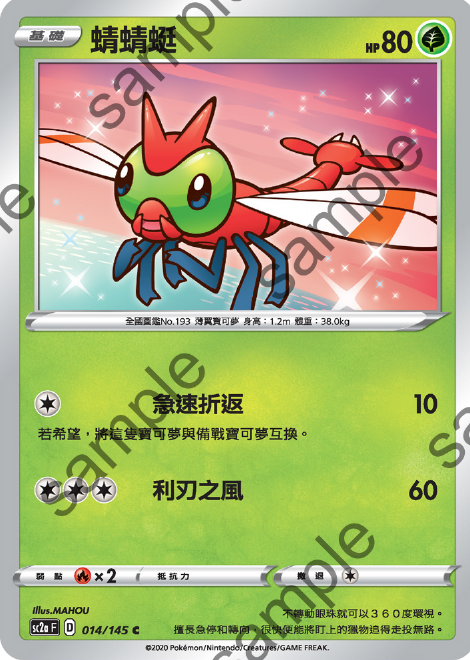 基礎 蜻蜻蜓 HP80
全國圖鑑No.193 薄翼寶可夢 身高：1.2m 體重：38.0kg
急速折返 10
若希望，將這隻寶可夢與備戰寶可夢互換。
利刃之風 60
弱點 ×2 抵抗力 撤退
illus.MAHOU
不轉動眼珠就可以３６０度環視。
sc2a F D 014/145 C
擅長急停和轉向，很快便能將盯上的獵物追得走投無路。
©2020 Pokémon/Nintendo/Creatures/GAME FREAK.
sample
sample
sample
sample
sample
sample
sample
sample